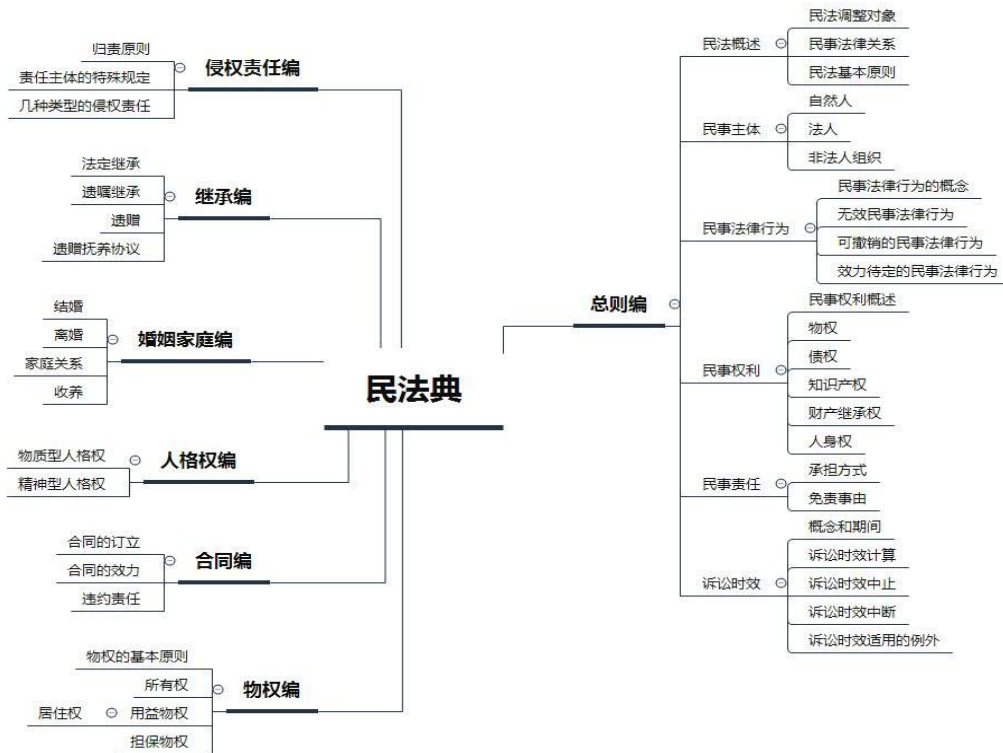 民法典
总则编
民法概述
民法调整对象
民事法律关系
民法基本原则
民事主体
自然人
法人
非法人组织
民事法律行为
民事法律行为的概念
无效民事法律行为
可撤销的民事法律行为
效力待定的民事法律行为
民事权利
民事权利概述
物权
债权
知识产权
财产继承权
人身权
民事责任
承担方式
免责事由
诉讼时效
概念和期间
诉讼时效计算
诉讼时效中止
诉讼时效中断
诉讼时效适用的例外
侵权责任编
归责原则
责任主体的特殊规定
几种类型的侵权责任
继承编
法定继承
遗嘱继承
遗赠
遗赠抚养协议
婚姻家庭编
结婚
离婚
家庭关系
收养
人格权编
物质型人格权
精神型人格权
合同编
合同的订立
合同的效力
违约责任
物权编
物权的基本原则
所有权
用益物权
居住权
担保物权